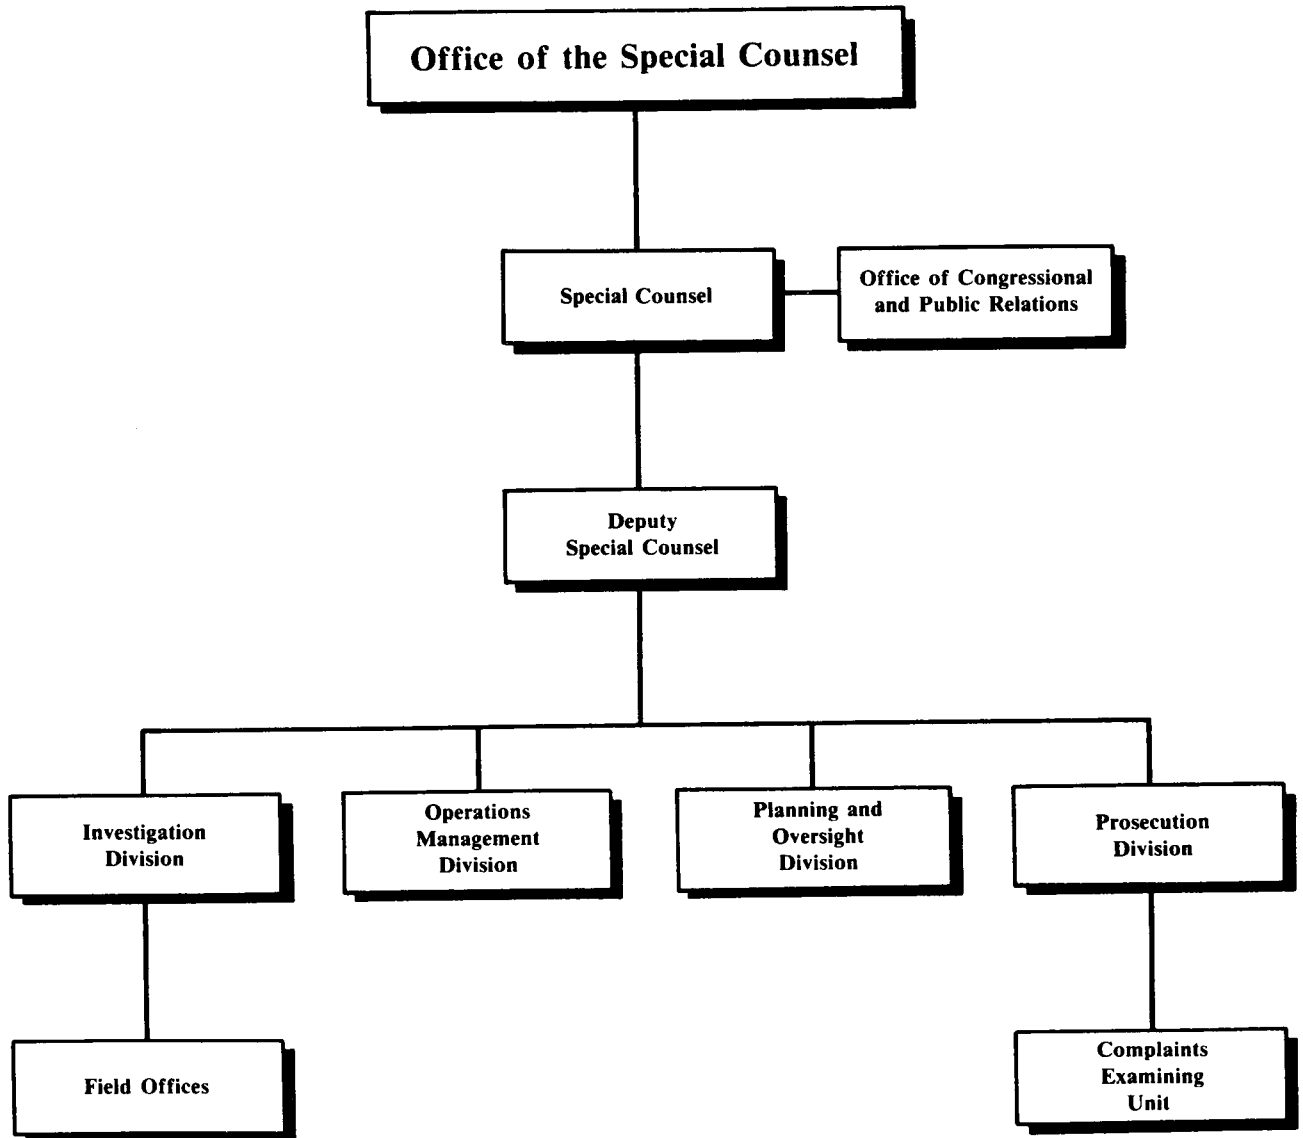 Office of the Special Counsel
Special Counsel
Office of Congressional
and Public Relations
Deputy
Special Counsel
Investigation
Division
Operations
Management
Division
Planning and
Oversight
Division
Prosecution
Division
Field Offices
Complaints
Examining
Unit